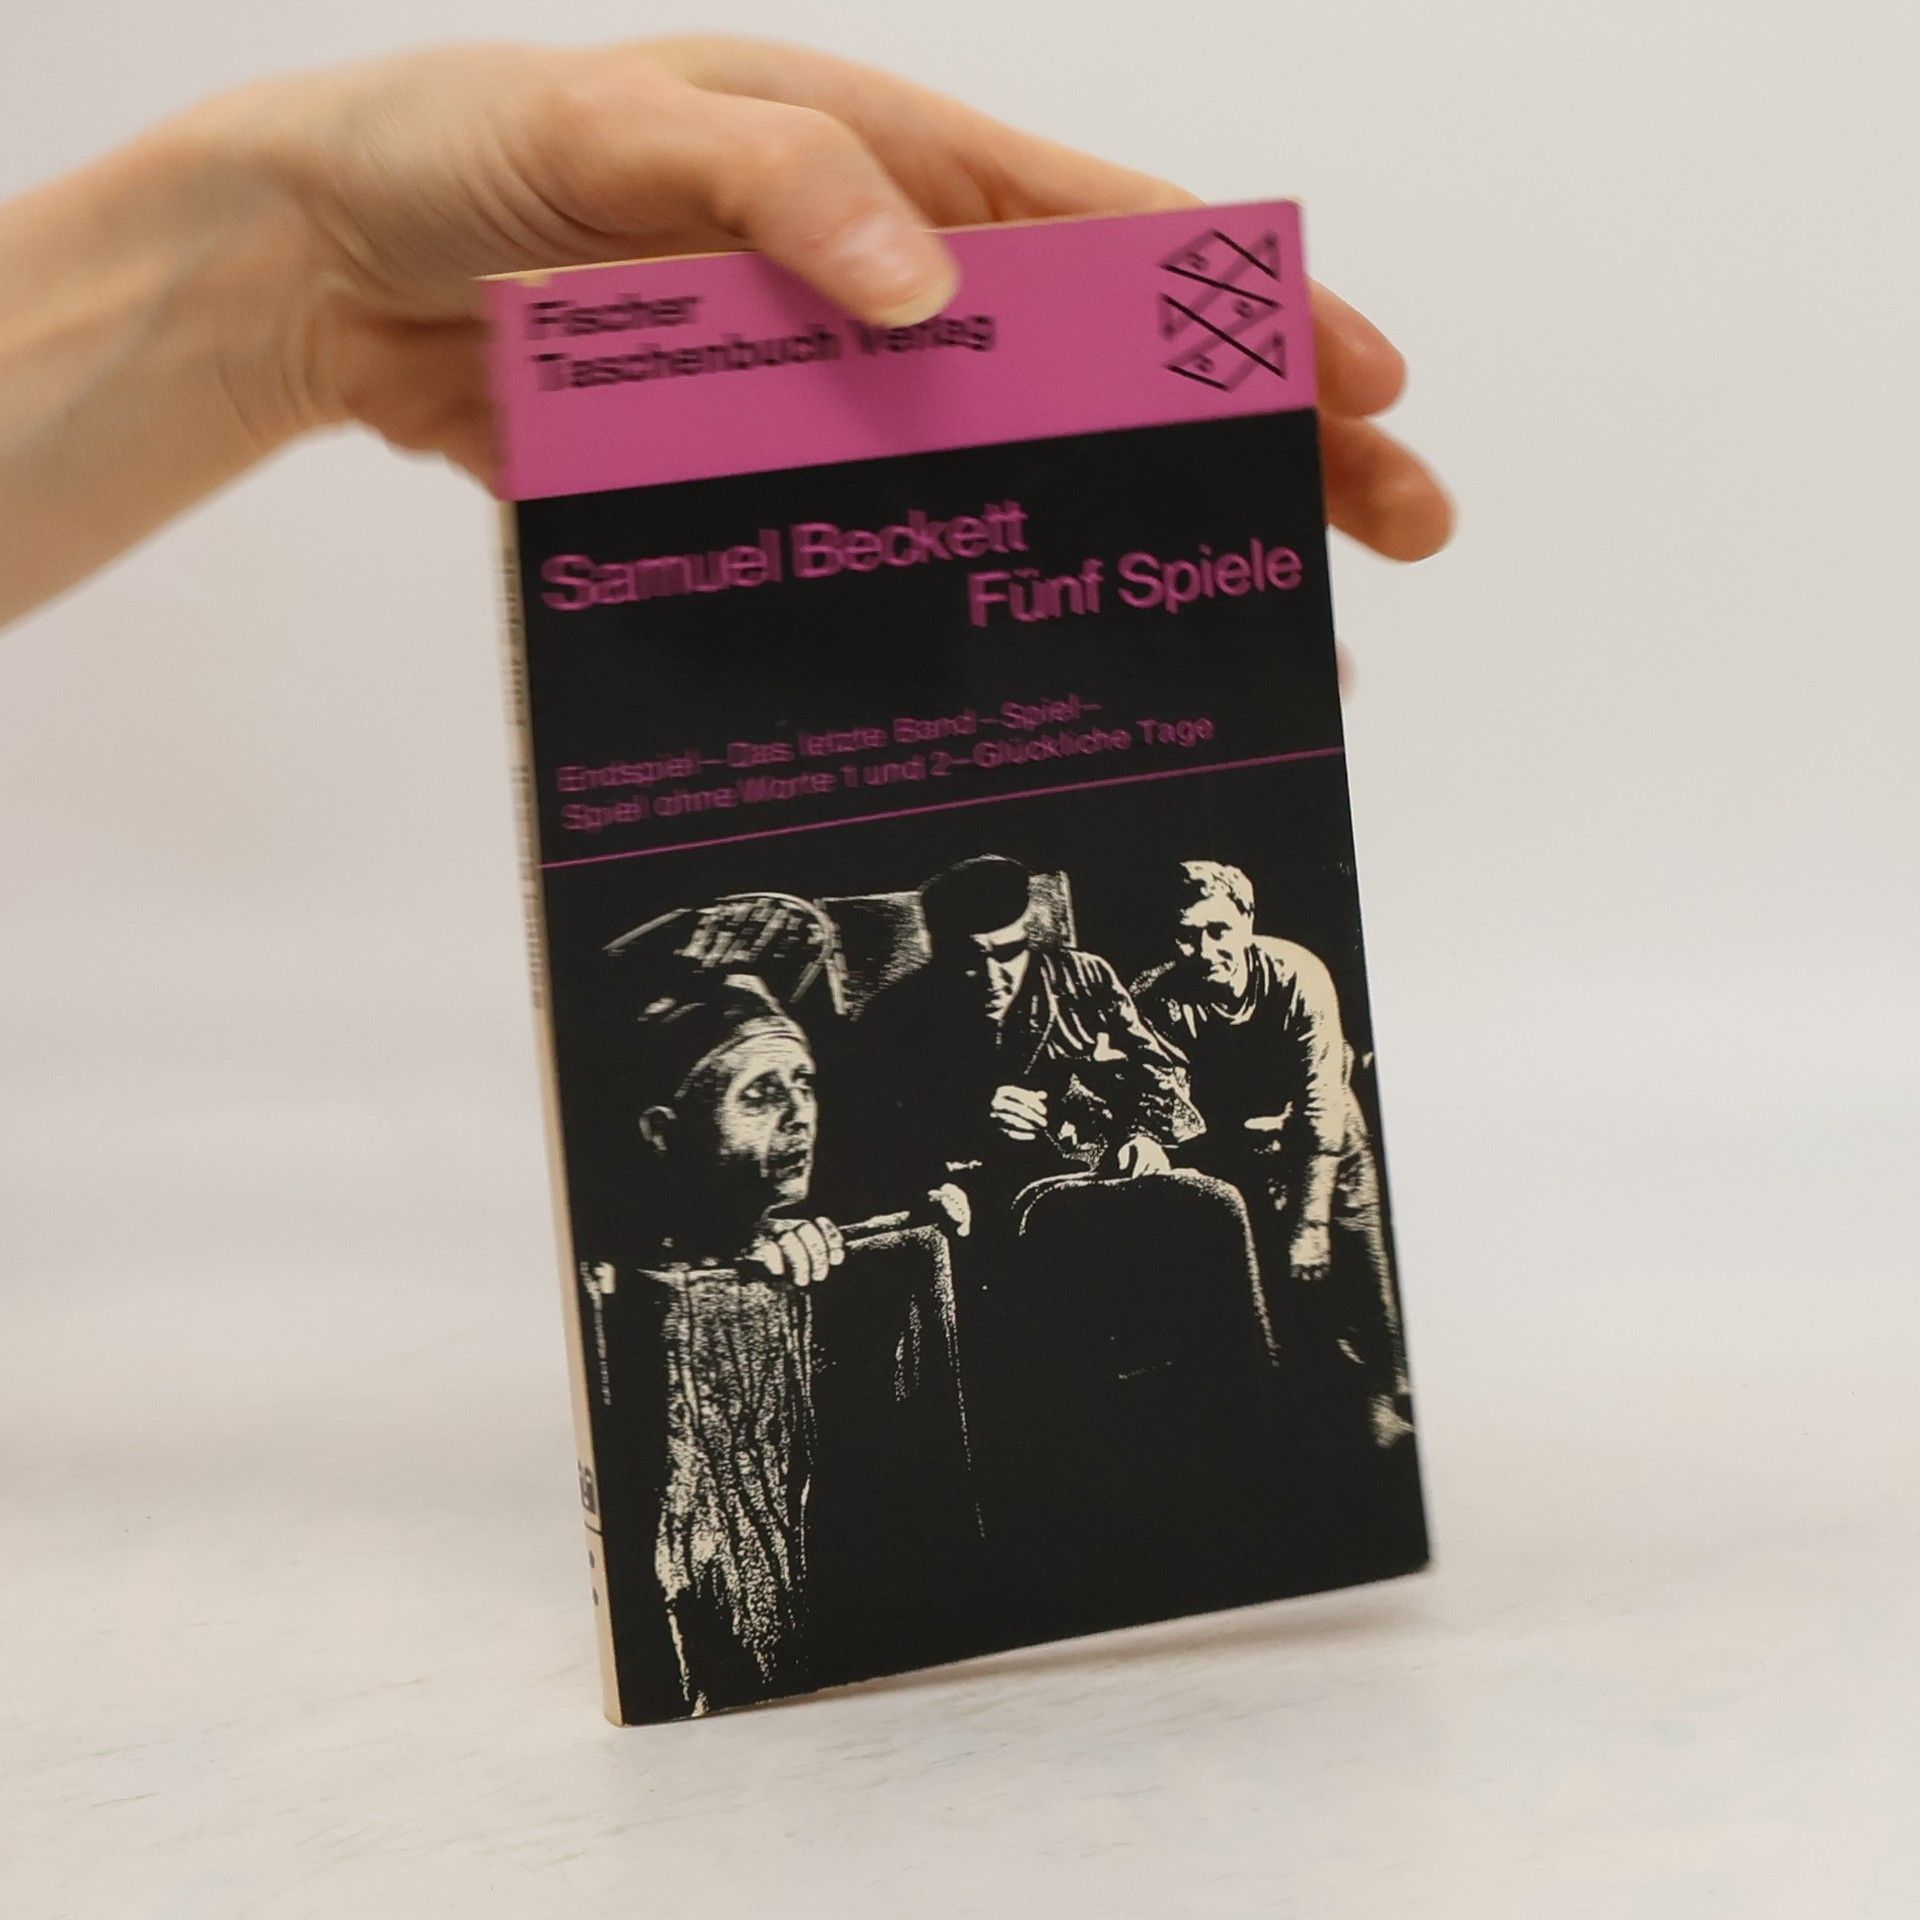 Fischer
Taschenbuch Verlag
Samuel Beckett
Fünf Spiele
Endspiel – Das letzte Band – Spiel –
Spiel ohne Worte 1 und 2 – Glückliche Tage